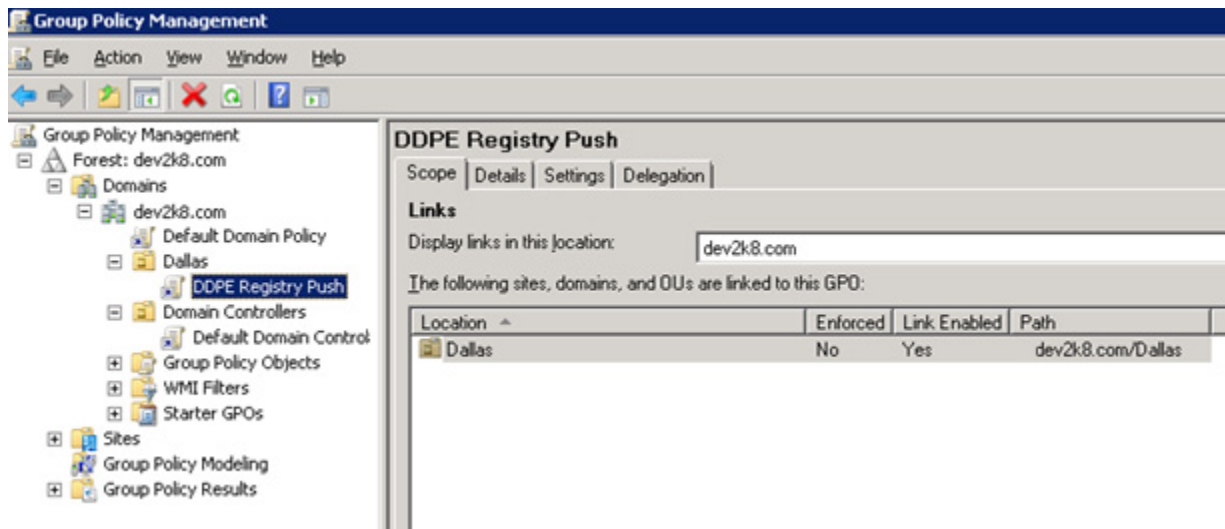 Group Policy Management
File Action View Window Help
Group Policy Management
Forest: dev2k8.com
Domains
dev2k8.com
Default Domain Policy
Dallas
DDPE Registry Push
Domain Controllers
Default Domain Control
Group Policy Objects
WMI Filters
Starter GPOs
Sites
Group Policy Modeling
Group Policy Results
DDPE Registry Push
Scope Details Settings Delegation
Links
Display links in this location: dev2k8.com
The following sites, domains, and OUs are linked to this GPO:
Location Enforced Link Enabled Path
Dallas No Yes dev2k8.com/Dallas